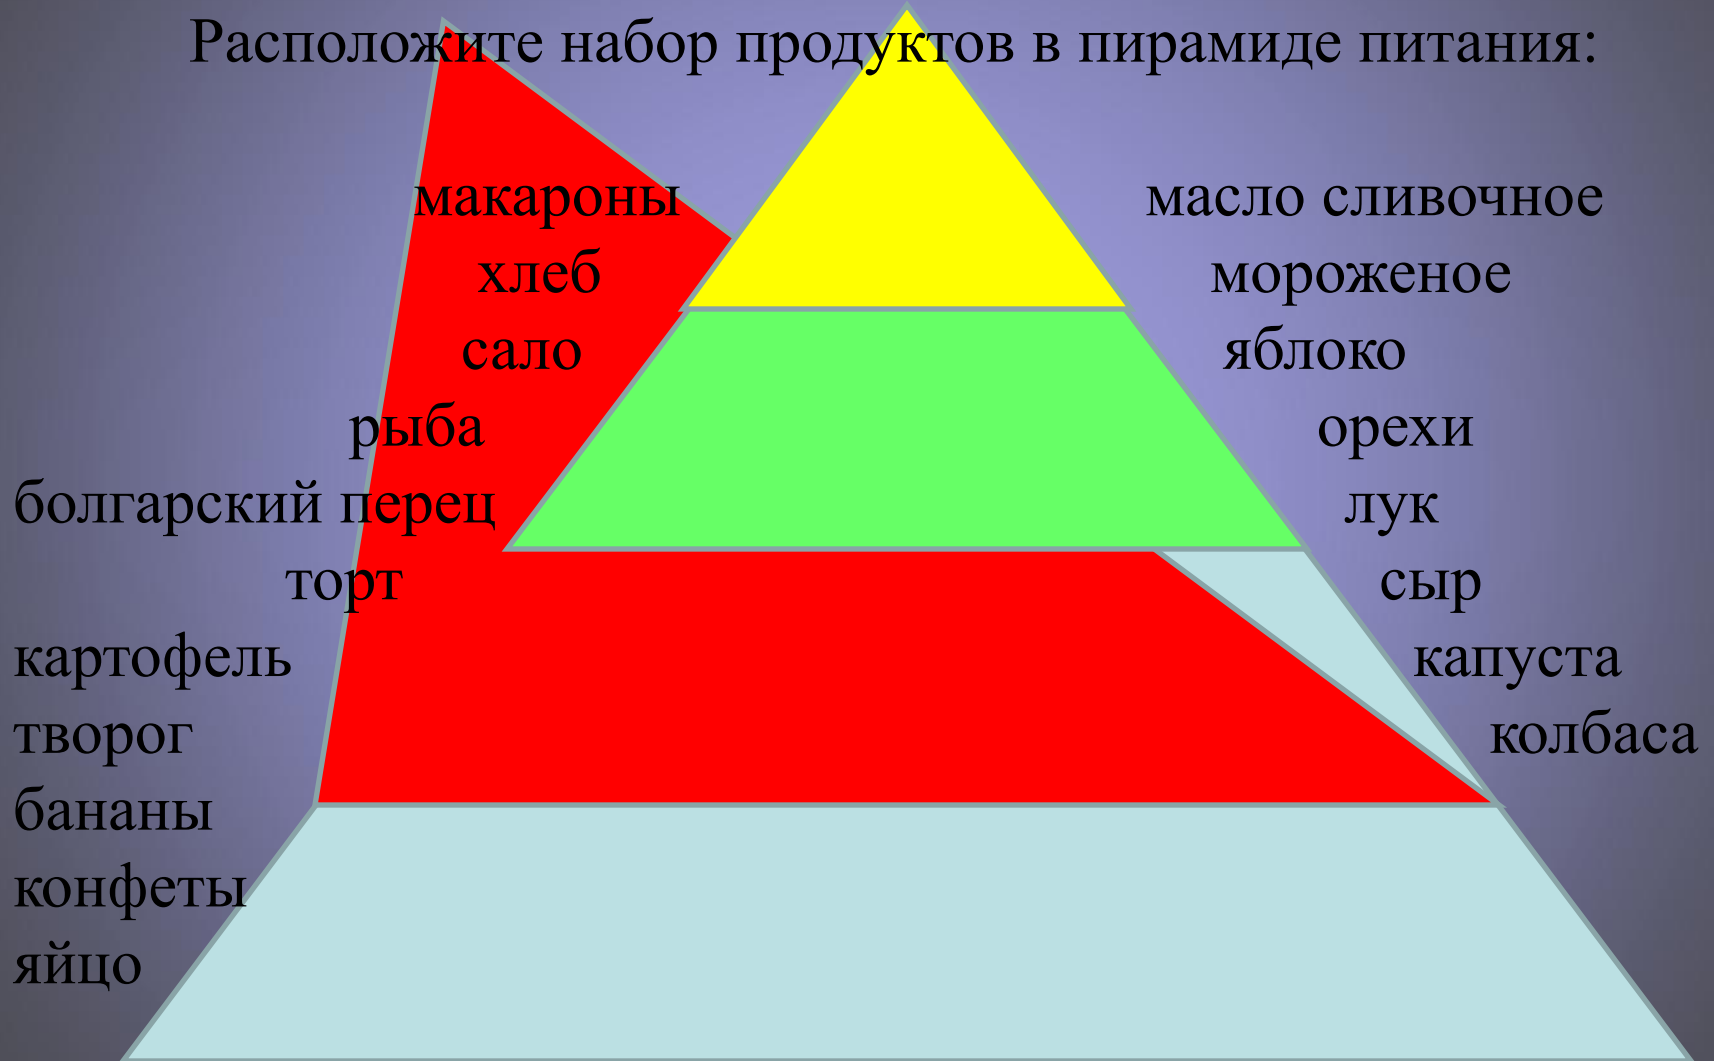 Расположите набор продуктов в пирамиде питания:
макароны
хлеб
сало
рыба
болгарский перец
торт
картофель
творог
бананы
конфеты
яйцо
масло сливочное
мороженое
яблоко
орехи
лук
сыр
капуста
колбаса